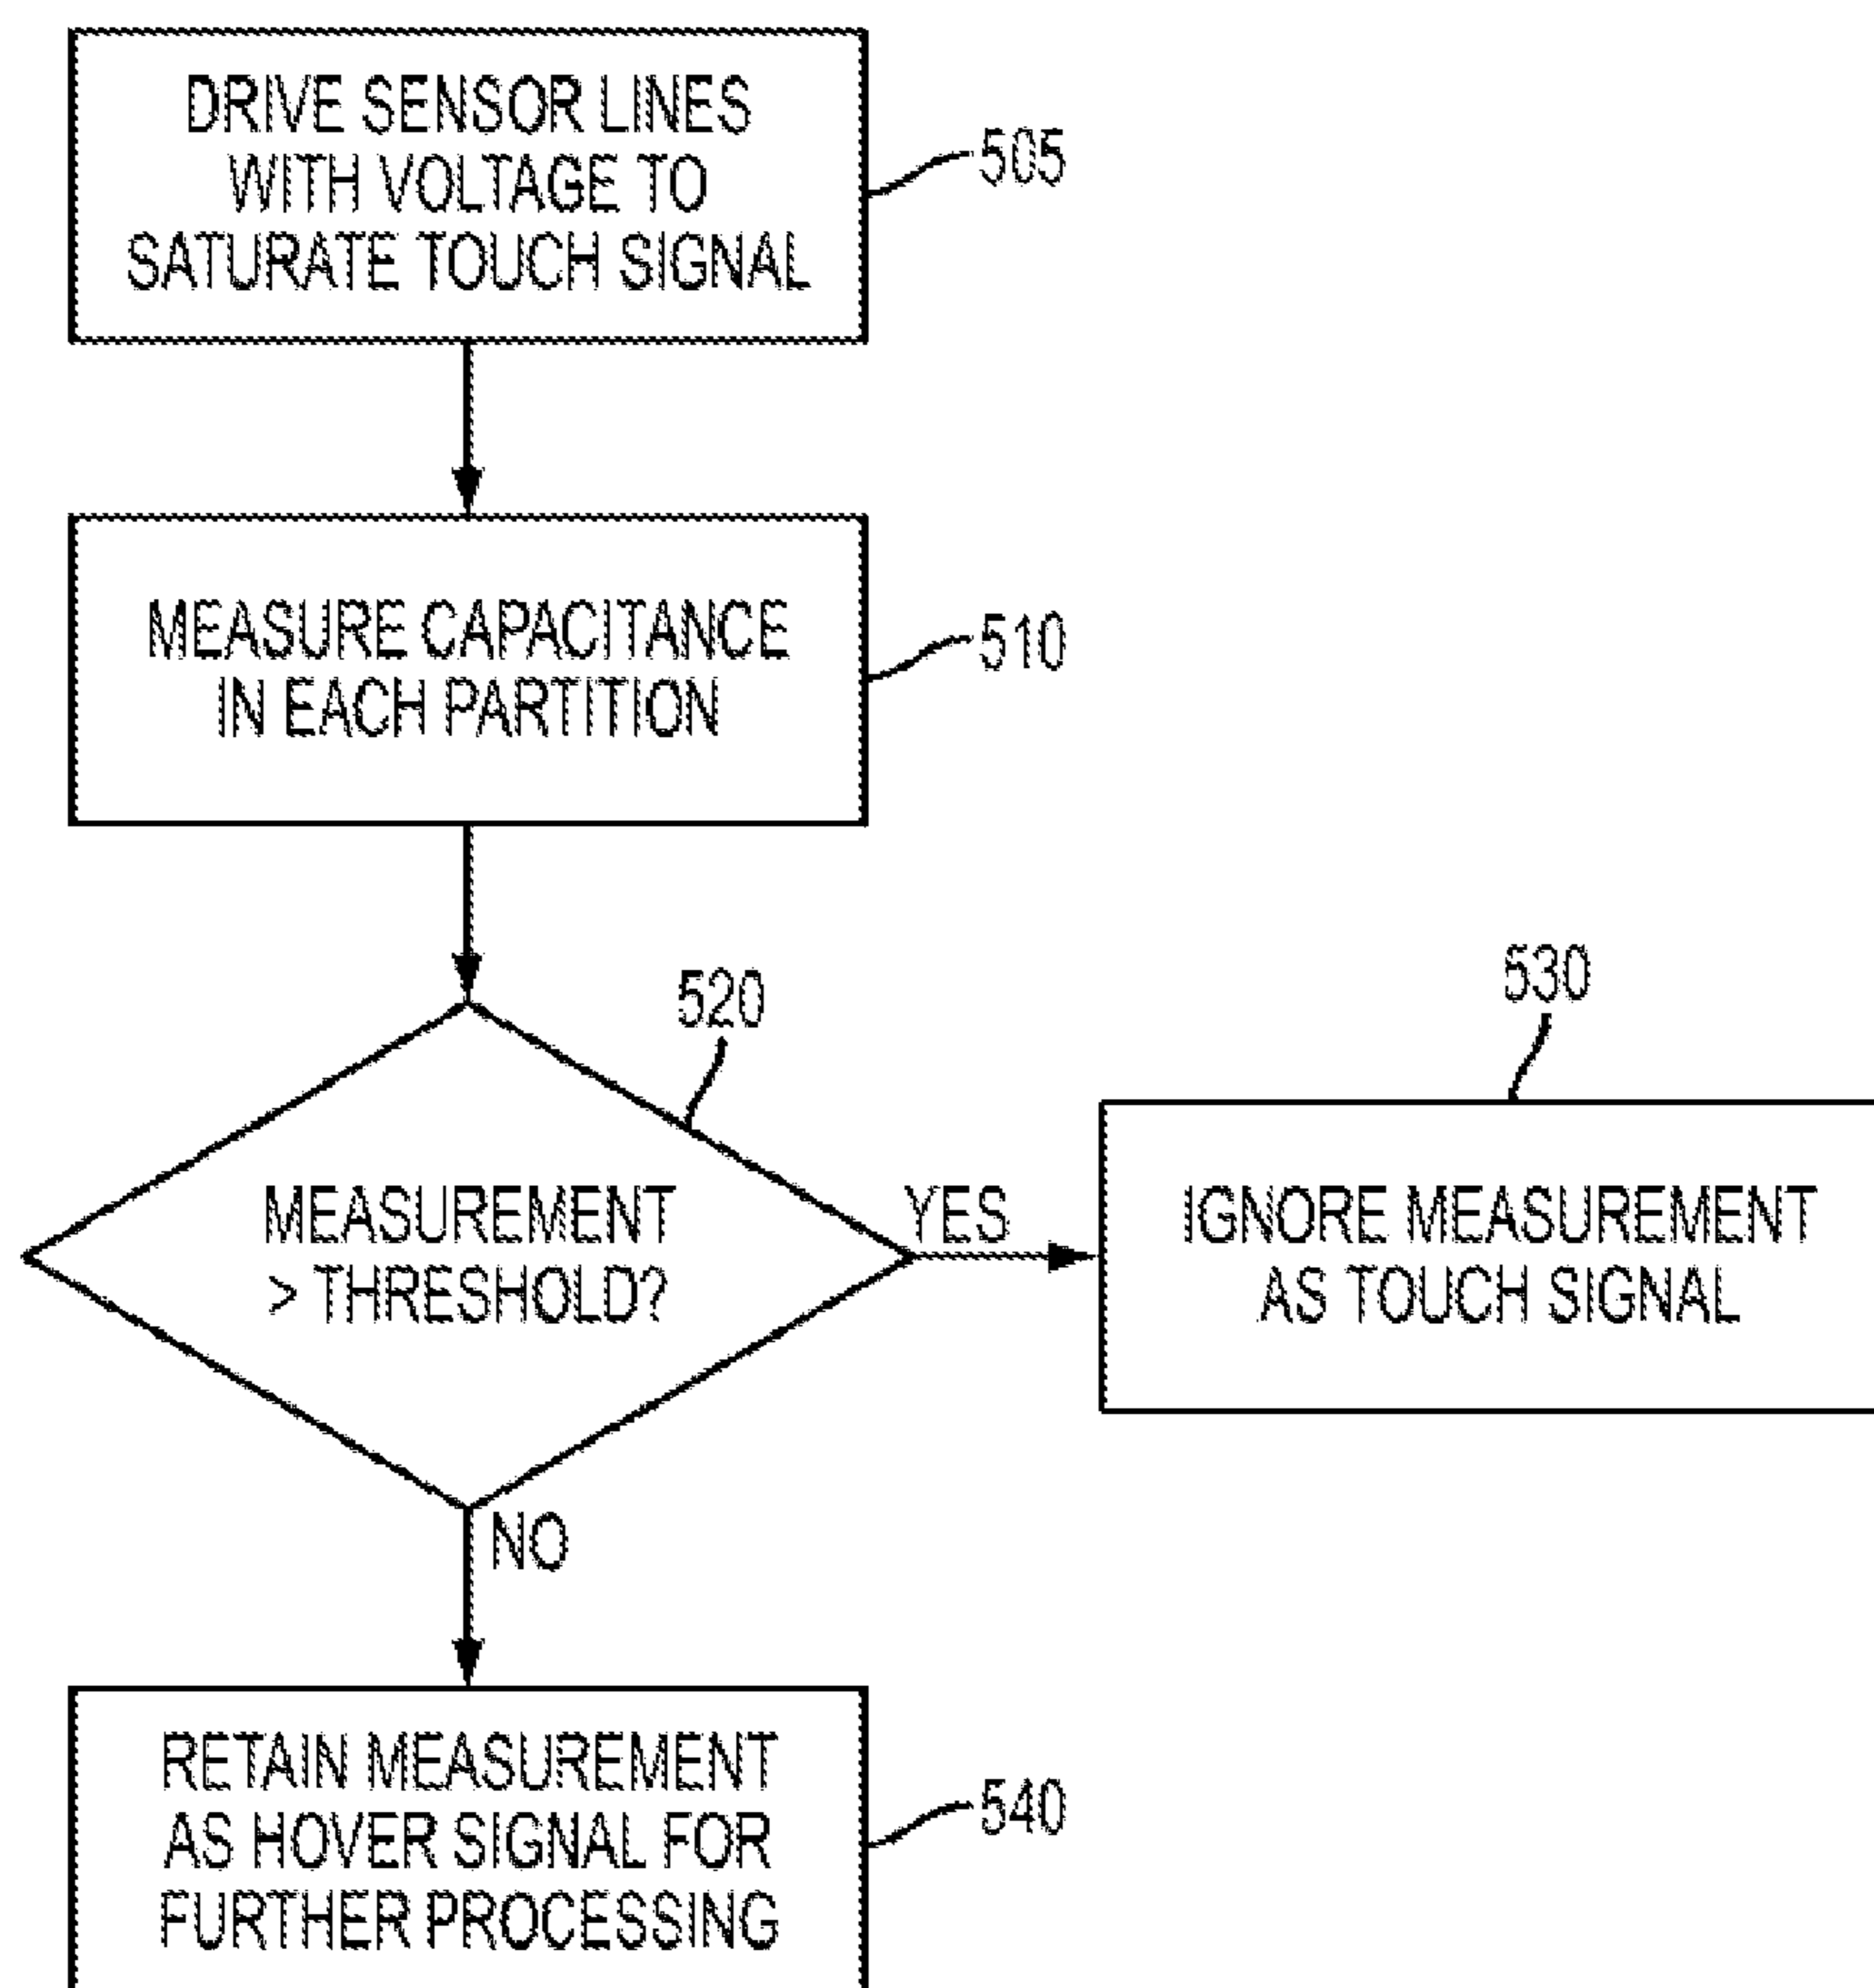 DRIVE SENSOR LINES
WITH VOLTAGE TO
SATURATE TOUCH SIGNAL
505
MEASURE CAPACITANCE
IN EACH PARTITION
510
520
MEASUREMENT
> THRESHOLD?
YES
530
IGNORE MEASUREMENT
AS TOUCH SIGNAL
NO
RETAIN MEASUREMENT
AS HOVER SIGNAL FOR
FURTHER PROCESSING
540